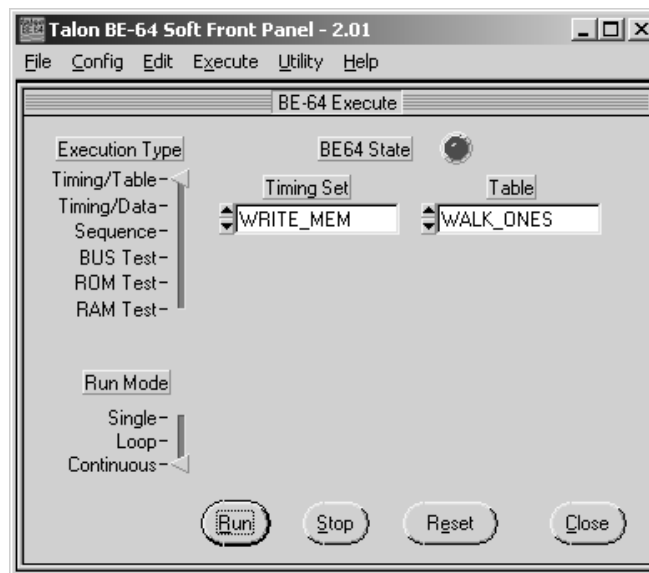 Talon BE-64 Soft Front Panel - 2.01
File Config Edit Execute Utility Help
BE-64 Execute
Execution Type
BE64 State
Timing/Table
Timing/Data
Sequence
BUS Test
ROM Test
RAM Test
Timing Set
Table
WRITE_MEM
WALK_ONES
Run Mode
Single
Loop
Continuous
Run Stop Reset Close